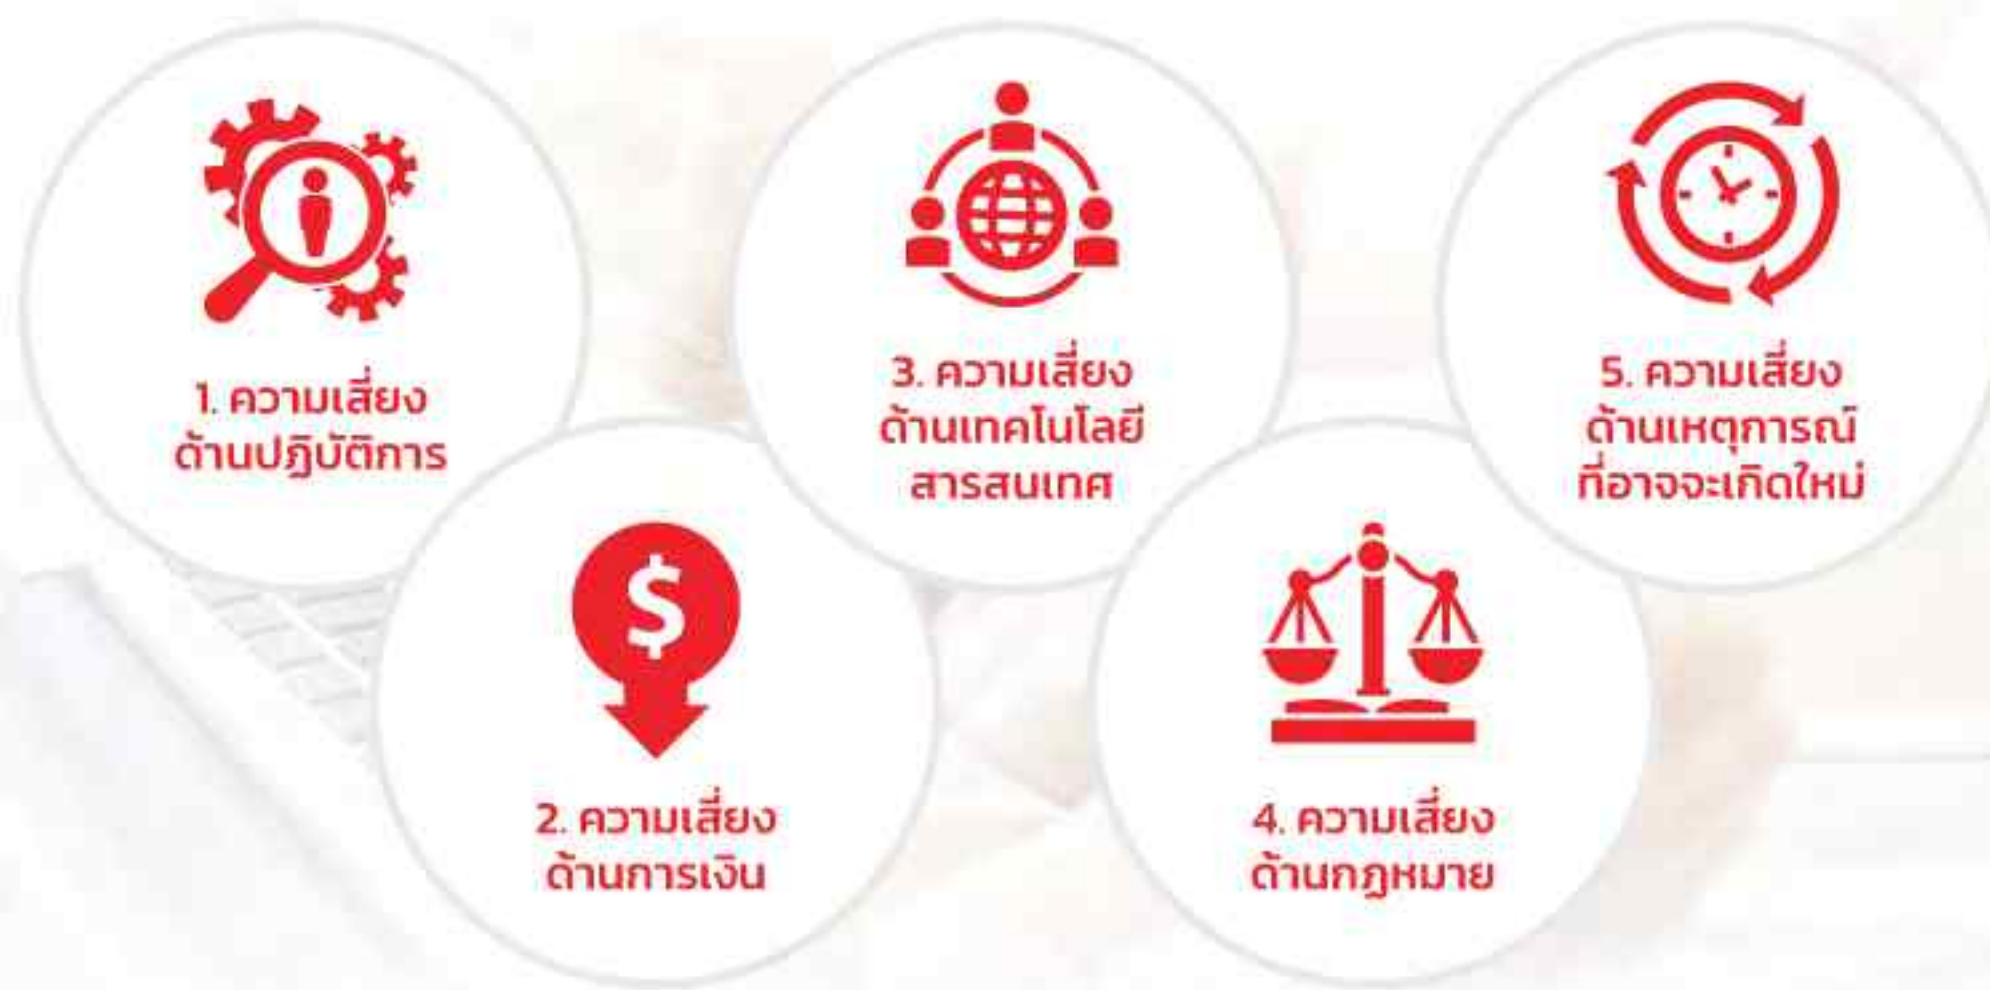 1. ความเสี่ยง
ด้านปฏิบัติการ
2. ความเสี่ยง
ด้านการเงิน
3. ความเสี่ยง
ด้านเทคโนโลยี
สารสนเทศ
4. ความเสี่ยง
ด้านกฎหมาย
5. ความเสี่ยง
ด้านเหตุการณ์
ที่อาจจะเกิดใหม่